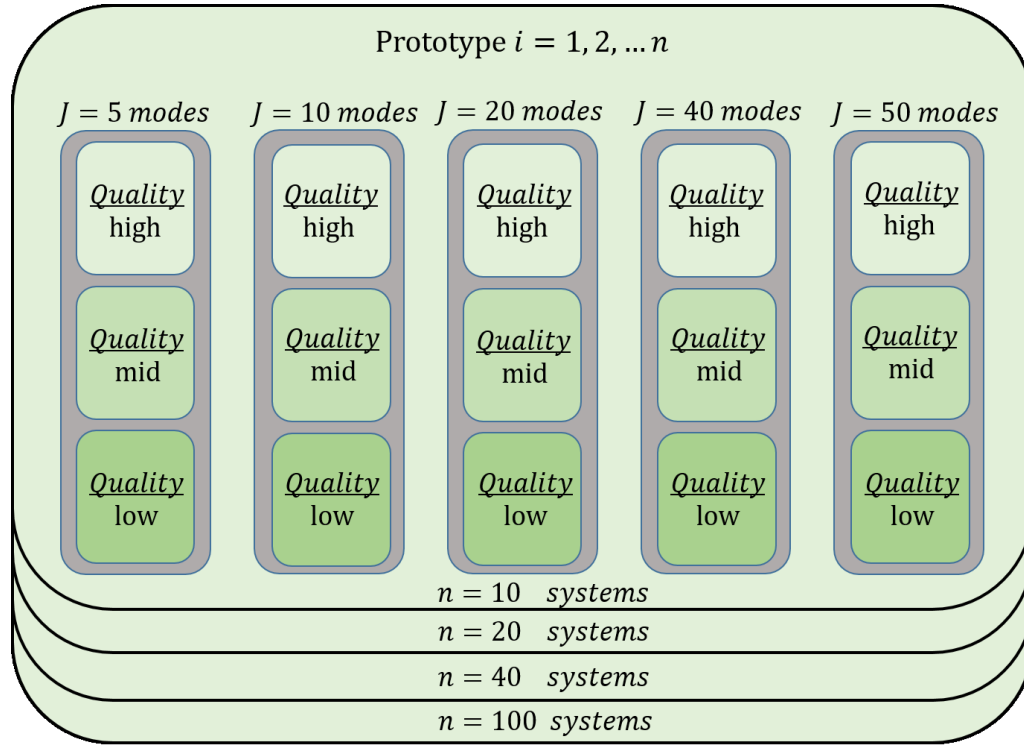 Prototype i = 1, 2, … n
J = 5 modes J = 10 modes J = 20 modes J = 40 modes J = 50 modes
Quality Quality Quality Quality Quality
high high high high high
Quality Quality Quality Quality Quality
mid mid mid mid mid
Quality Quality Quality Quality Quality
low low low low low
n = 10 systems
n = 20 systems
n = 40 systems
n = 100 systems